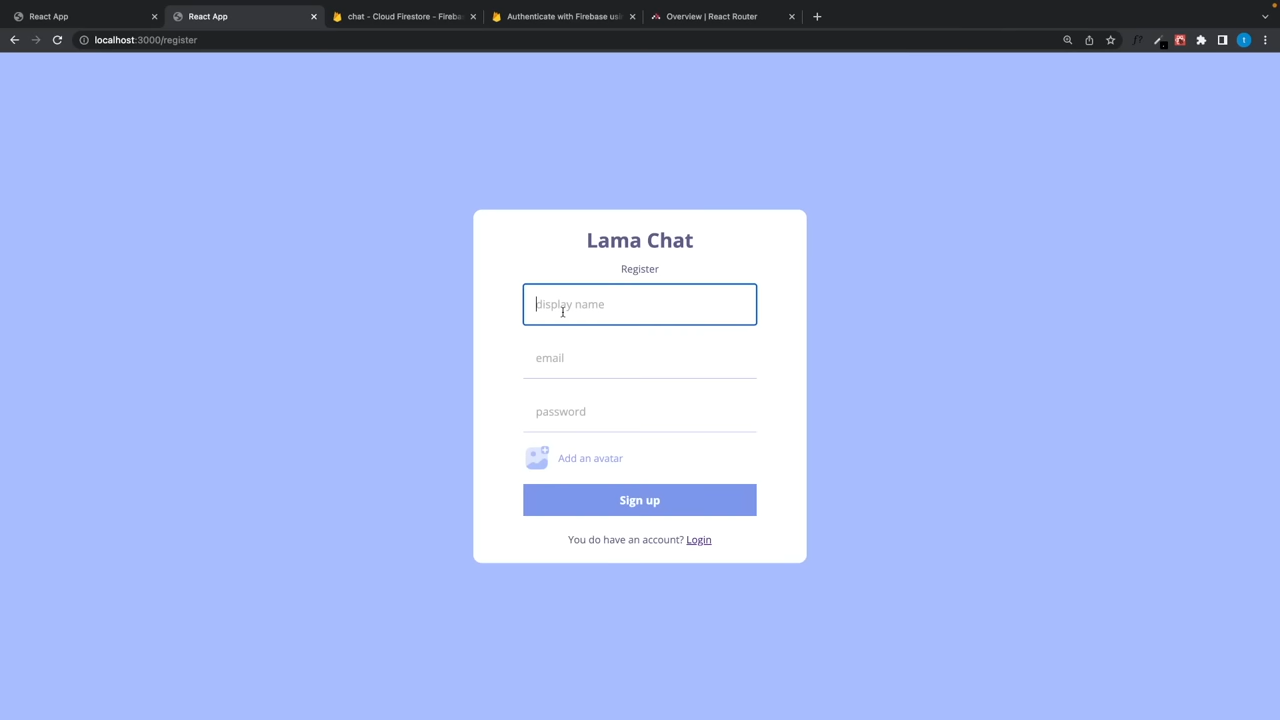 React App
React App
chat - Cloud Firestore - Fireba
Authenticate with Firebase usin
Overview | React Router
localhost:3000/register
f?
t
Lama Chat
Register
display name
email
password
Add an avatar
Sign up
You do have an account? Login